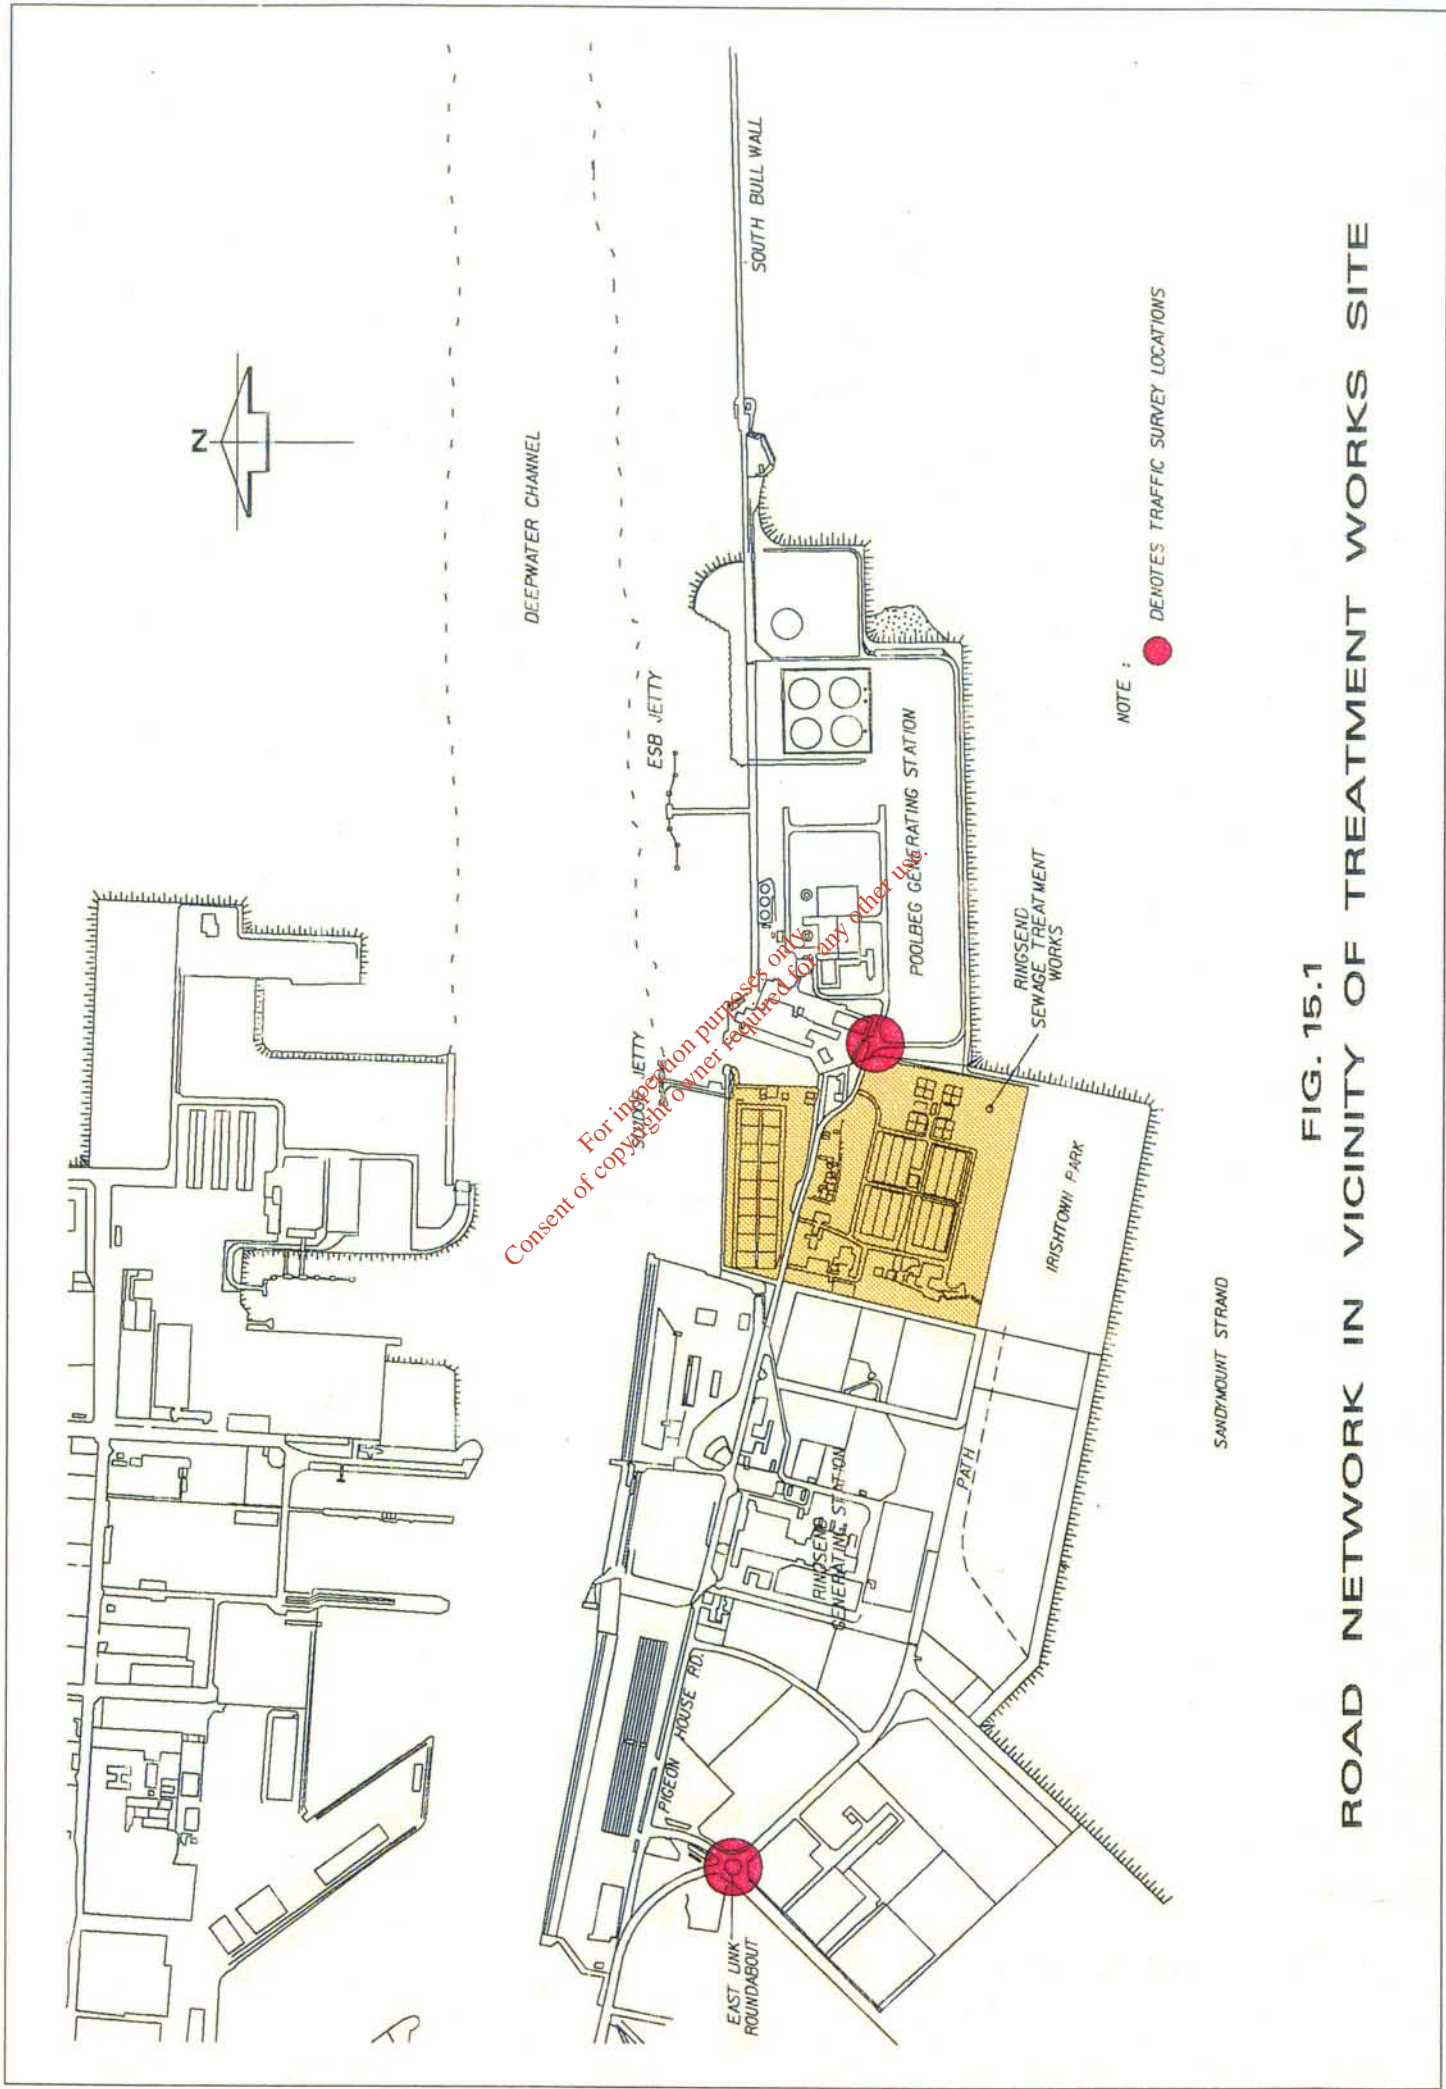 N
DEEPWATER CHANNEL
SOUTH BULL WALL
ESB JETTY
SLUDGE JETTY
POOLBEG GENERATING STATION
RINGSEND
SEWAGE TREATMENT
WORKS
IRISHTOWN PARK
SANDYMOUNT STRAND
PATH
RINGSEND
GENERATING STATION
PIGEON HOUSE RD.
EAST LINK
ROUNDABOUT
NOTE :
DENOTES TRAFFIC SURVEY LOCATIONS
For inspection purposes only.
Consent of copyright owner required for any other use.
FIG. 15.1
ROAD NETWORK IN VICINITY OF TREATMENT WORKS SITE